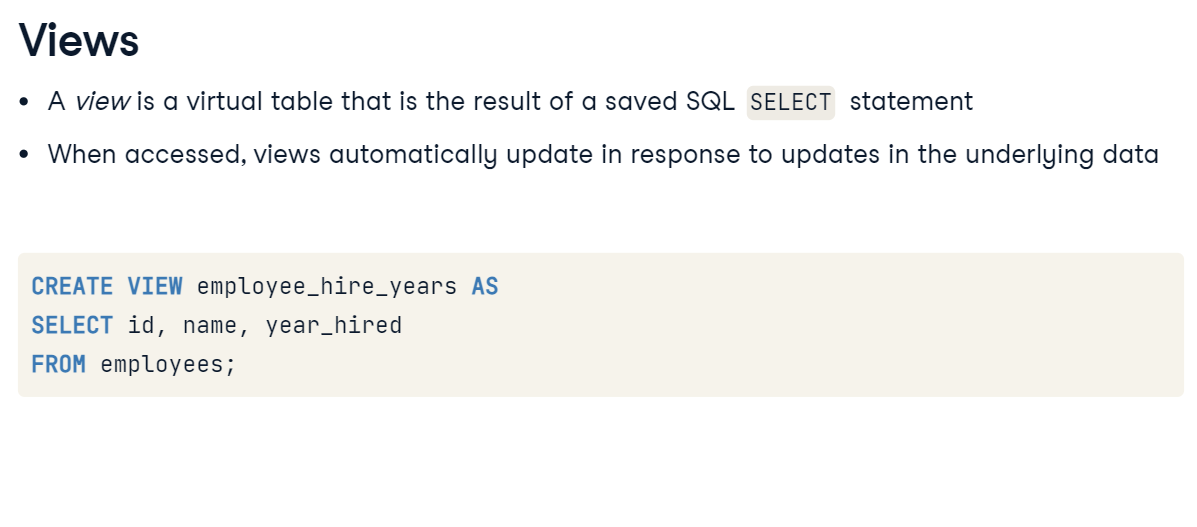 Views
• A view is a virtual table that is the result of a saved SQL SELECT statement
• When accessed, views automatically update in response to updates in the underlying data
CREATE VIEW employee_hire_years AS
SELECT id, name, year_hired
FROM employees;